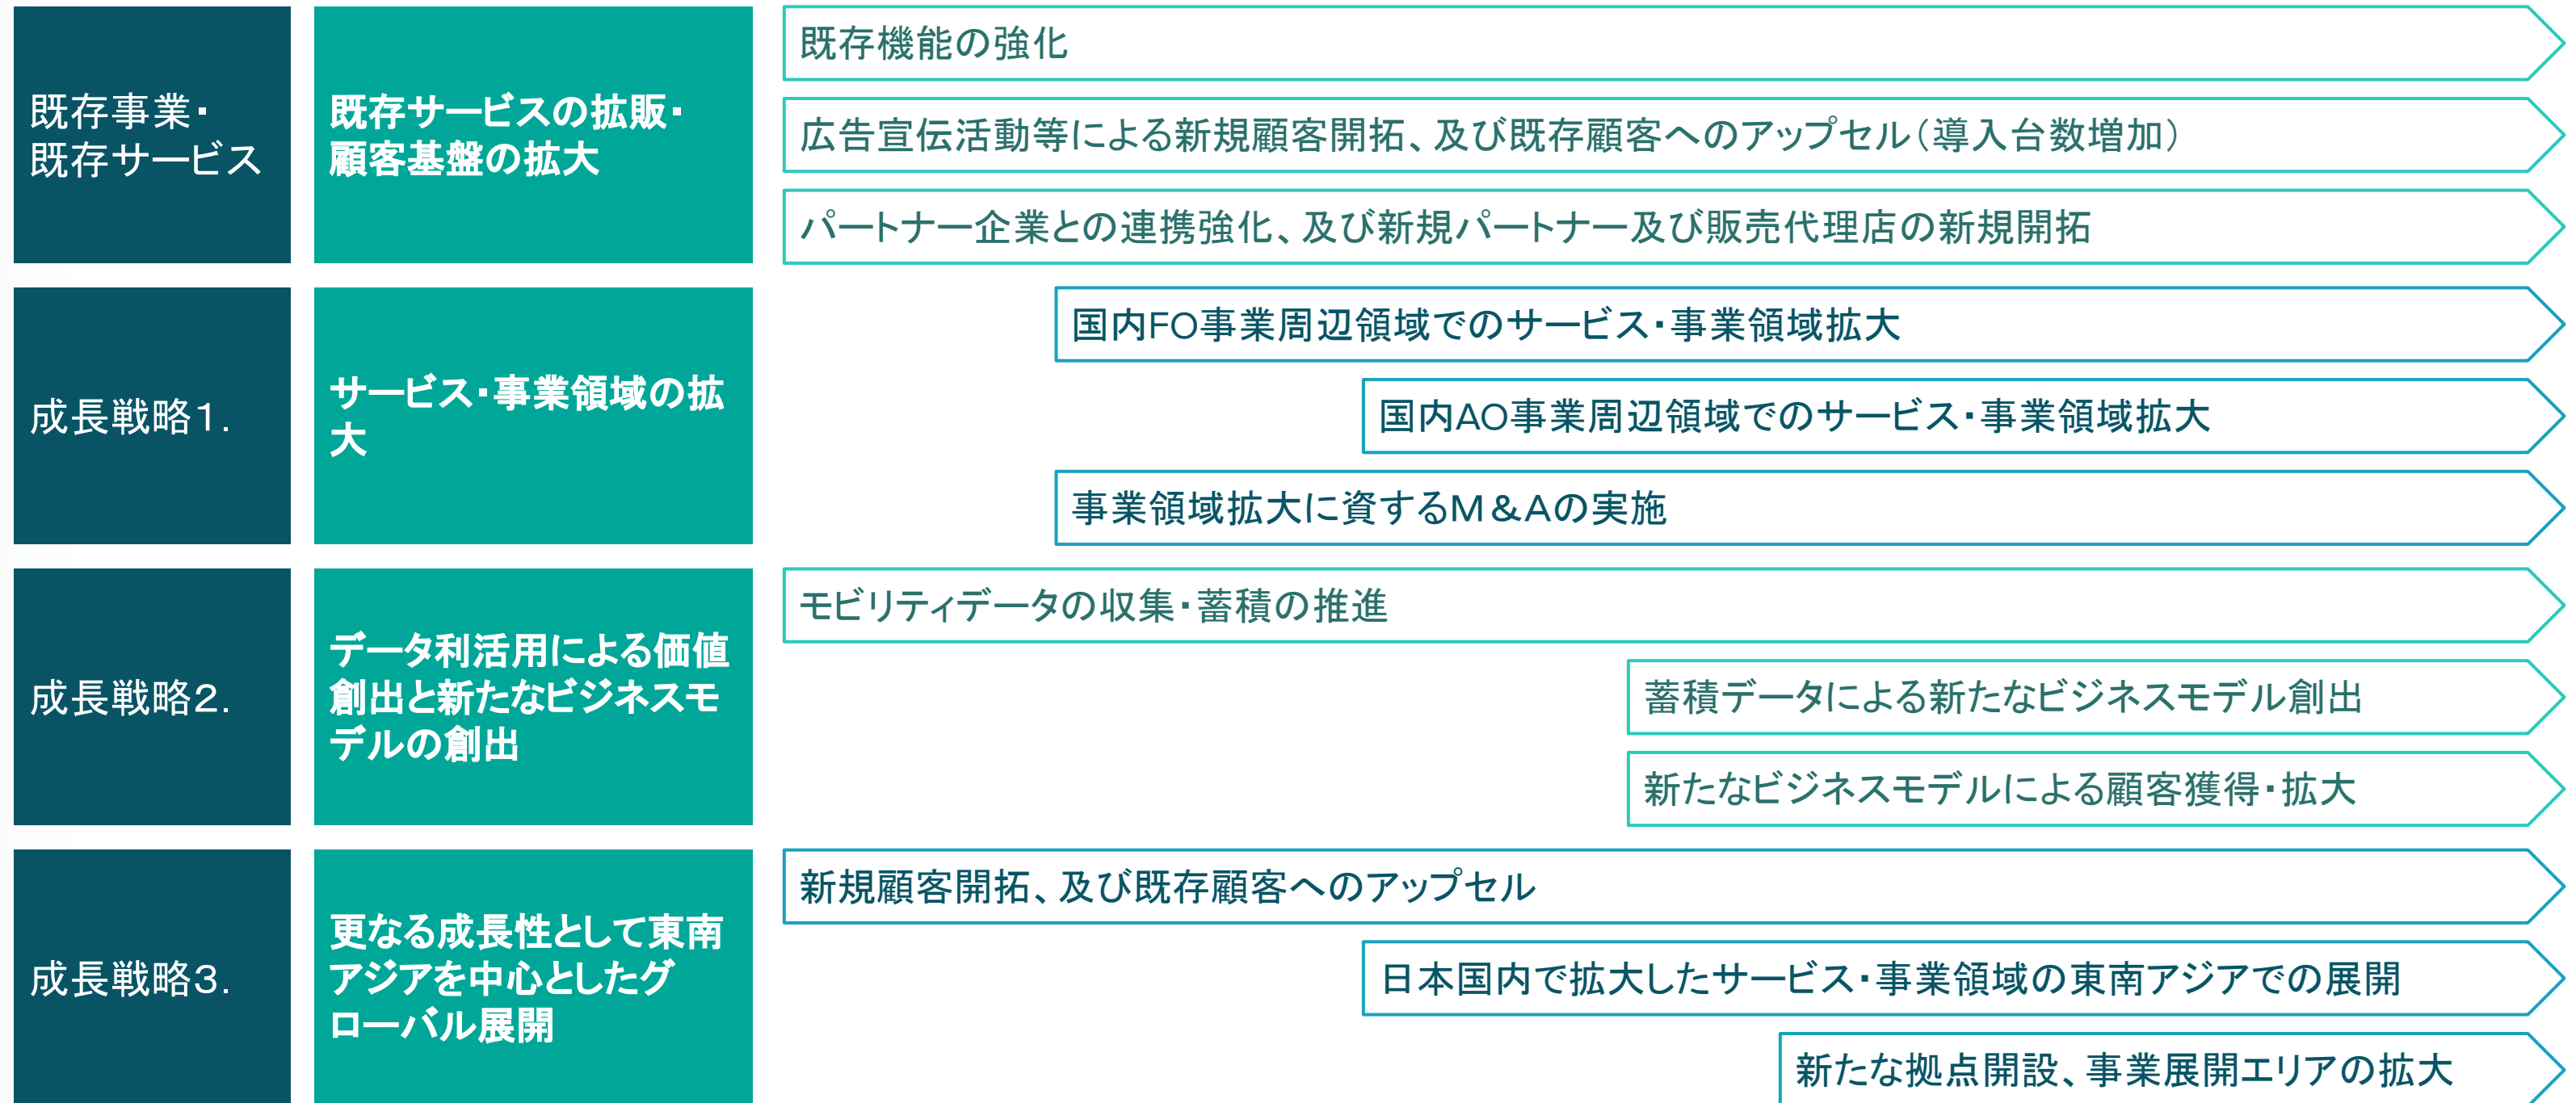 既存事業・
既存サービス
既存サービスの拡販・
顧客基盤の拡大
既存機能の強化
広告宣伝活動等による新規顧客開拓、及び既存顧客へのアップセル（導入台数増加）
パートナー企業との連携強化、及び新規パートナー及び販売代理店の新規開拓
成長戦略1.
サービス・事業領域の拡
大
国内FO事業周辺領域でのサービス・事業領域拡大
国内AO事業周辺領域でのサービス・事業領域拡大
事業領域拡大に資するM＆Aの実施
成長戦略2.
データ利活用による価値
創出と新たなビジネスモ
デルの創出
モビリティデータの収集・蓄積の推進
蓄積データによる新たなビジネスモデル創出
新たなビジネスモデルによる顧客獲得・拡大
成長戦略3.
更なる成長性として東南
アジアを中心としたグ
ローバル展開
新規顧客開拓、及び既存顧客へのアップセル
日本国内で拡大したサービス・事業領域の東南アジアでの展開
新たな拠点開設、事業展開エリアの拡大